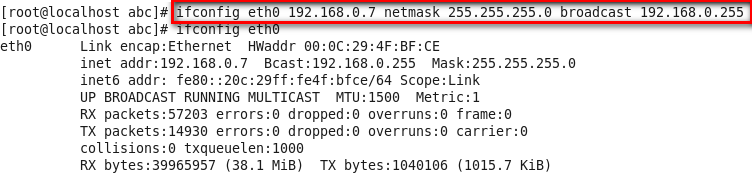 [root@localhost abc]# ifconfig eth0 192.168.0.7 netmask 255.255.255.0 broadcast 192.168.0.255
[root@localhost abc]# ifconfig eth0
eth0      Link encap:Ethernet  HWaddr 00:0C:29:4F:BF:CE
          inet addr:192.168.0.7  Bcast:192.168.0.255  Mask:255.255.255.0
          inet6 addr: fe80::20c:29ff:fe4f:bfce/64 Scope:Link
          UP BROADCAST RUNNING MULTICAST  MTU:1500  Metric:1
          RX packets:57203 errors:0 dropped:0 overruns:0 frame:0
          TX packets:14930 errors:0 dropped:0 overruns:0 carrier:0
          collisions:0 txqueuelen:1000
          RX bytes:39965957 (38.1 MiB)  TX bytes:1040106 (1015.7 KiB)